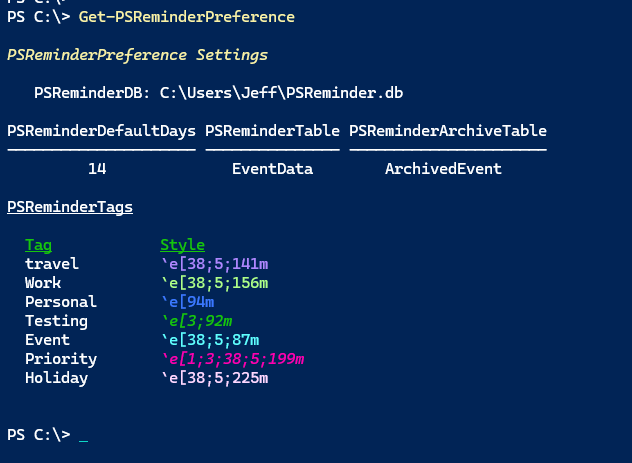 PS C:\>
PS C:\> Get-PSReminderPreference
PSReminderPreference Settings
PSReminderDB: C:\Users\Jeff\PSReminder.db
PSReminderDefaultDays PSReminderTable PSReminderArchiveTable
14 EventData ArchivedEvent
PSReminderTags
Tag Style
travel `e[38;5;141m
Work `e[38;5;156m
Personal `e[94m
Testing `e[3;92m
Event `e[38;5;87m
Priority `e[1;3;38;5;199m
Holiday `e[38;5;225m
PS C:\> _